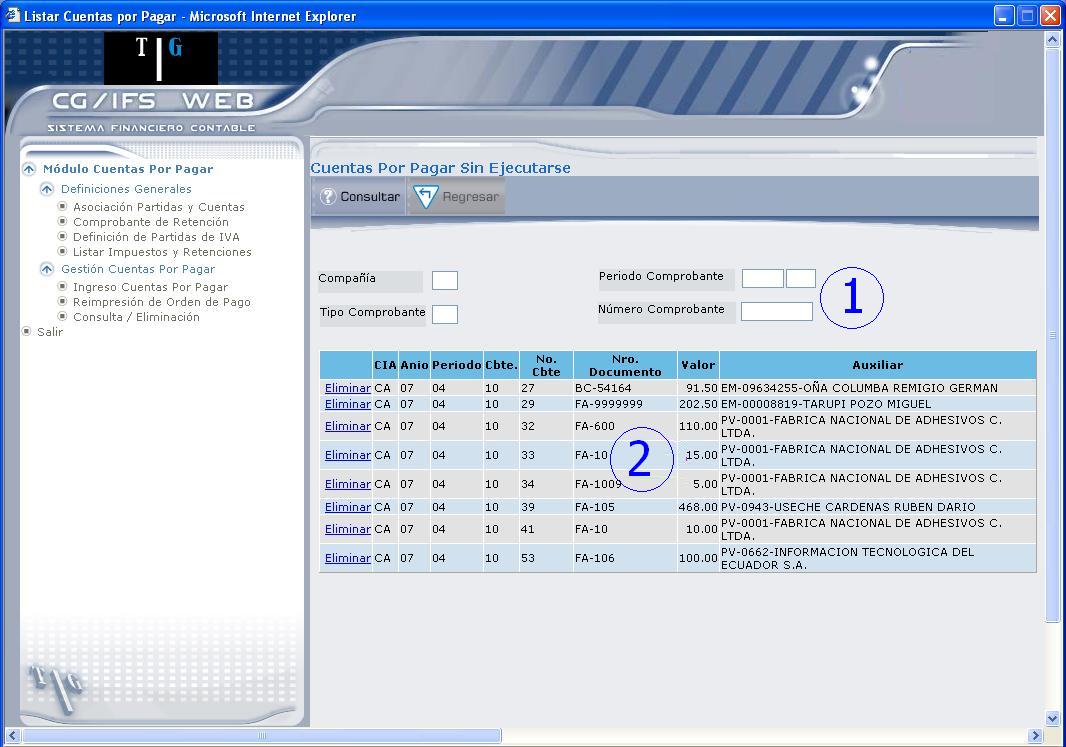 Listar Cuentas por Pagar - Microsoft Internet Explorer
T G
CG/IFS WEB
SISTEMA FINANCIERO CONTABLE
Módulo Cuentas Por Pagar
Definiciones Generales
Asociación Partidas y Cuentas
Comprobante de Retención
Definición de Partidas de IVA
Listar Impuestos y Retenciones
Gestión Cuentas Por Pagar
Ingreso Cuentas Por Pagar
Reimpresión de Orden de Pago
Consulta / Eliminación
Salir
T G
Cuentas Por Pagar Sin Ejecutarse
Consultar Regresar
Compañía Periodo Comprobante
Tipo Comprobante Número Comprobante
1
CIA Anio Periodo Cbte. No. Cbte Nro. Documento Valor Auxiliar
Eliminar CA 07 04 10 27 BC-54164 91.50 EM-09634255-OÑA COLUMBA REMIGIO GERMAN
Eliminar CA 07 04 10 29 FA-9999999 202.50 EM-00008819-TARUPI POZO MIGUEL
Eliminar CA 07 04 10 32 FA-600 110.00 PV-0001-FABRICA NACIONAL DE ADHESIVOS C.
LTDA.
Eliminar CA 07 04 10 33 FA-10 15.00 PV-0001-FABRICA NACIONAL DE ADHESIVOS C.
LTDA.
2
Eliminar CA 07 04 10 34 FA-1009 5.00 PV-0001-FABRICA NACIONAL DE ADHESIVOS C.
LTDA.
Eliminar CA 07 04 10 39 FA-105 468.00 PV-0943-USECHE CARDENAS RUBEN DARIO
Eliminar CA 07 04 10 41 FA-10 10.00 PV-0001-FABRICA NACIONAL DE ADHESIVOS C.
LTDA.
Eliminar CA 07 04 10 53 FA-106 100.00 PV-0662-INFORMACION TECNOLOGICA DEL
ECUADOR S.A.